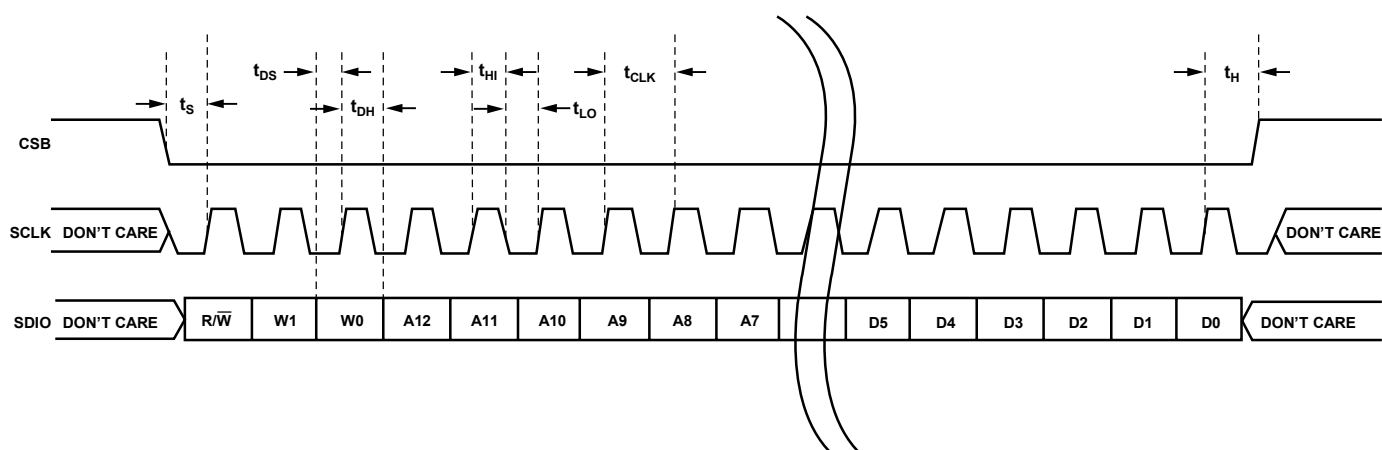 tDS
tHI
tCLK
tH
tS
tDH
tLO
CSB
SCLK DON'T CARE
DON'T CARE
SDIO DON'T CARE
R/W̅ W1 W0 A12 A11 A10 A9 A8 A7 D5 D4 D3 D2 D1 D0
DON'T CARE